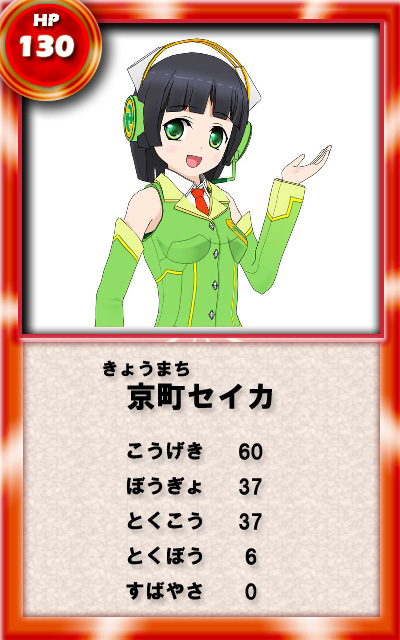 HP
130
きょうまち
京町セイカ
こうげき 60
ぼうぎょ 37
とくこう 37
とくぼう 6
すばやさ 0